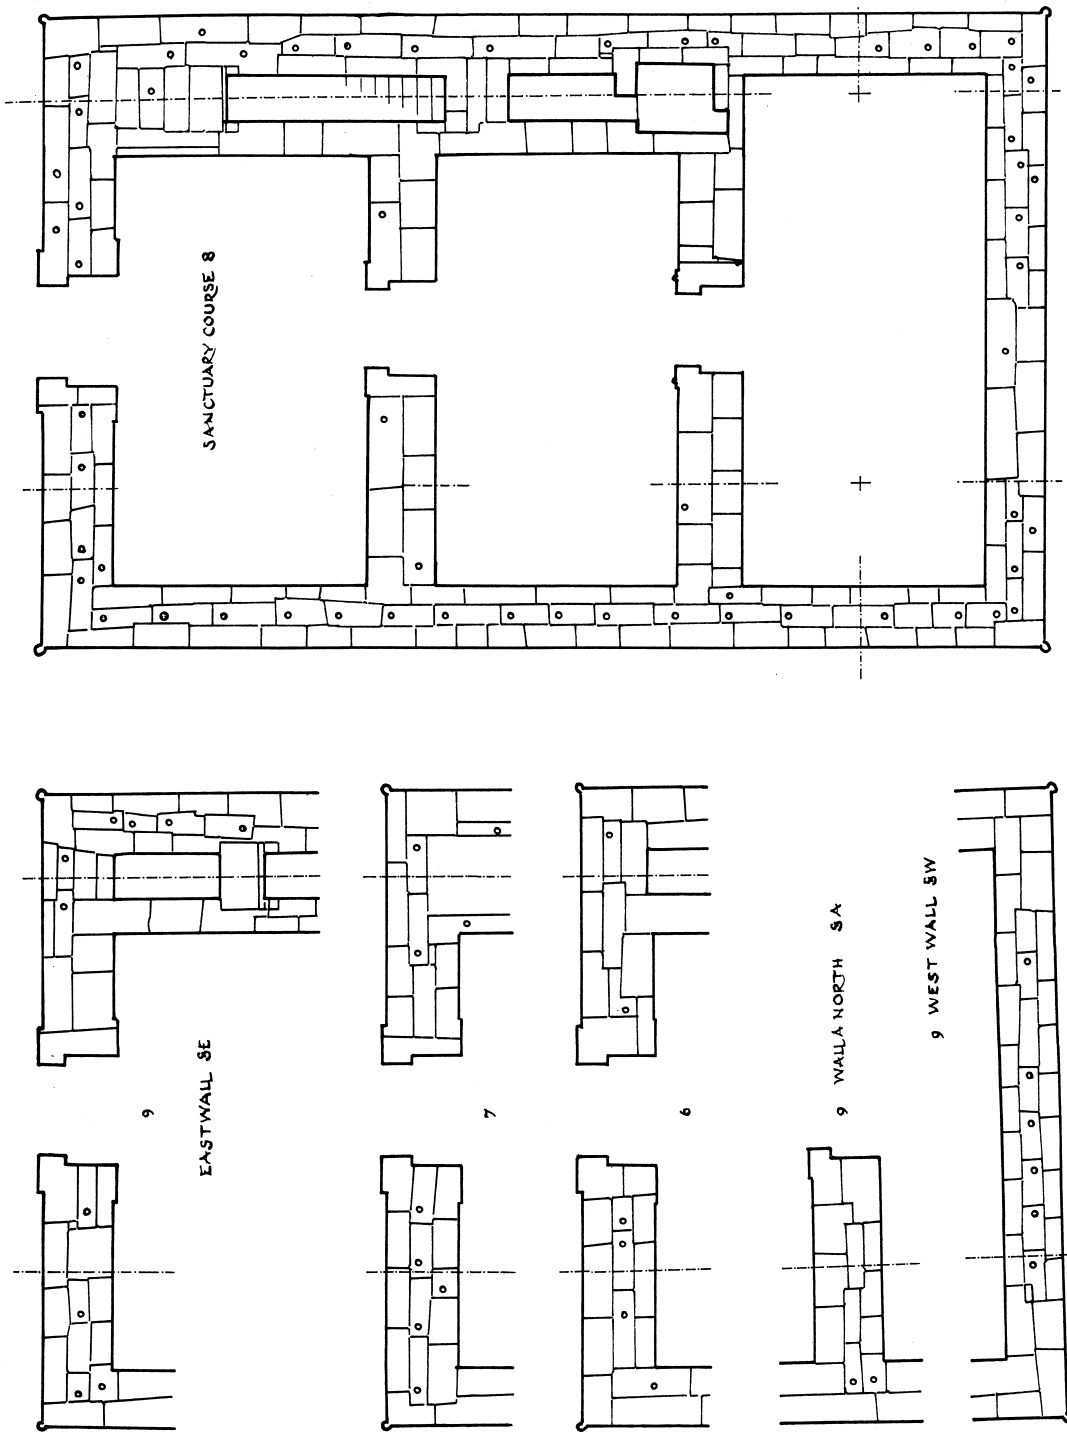 SANCTUARY COURSE 8
9
EASTWALL SE
7
6
9 WALL A NORTH SA
9 WEST WALL SW